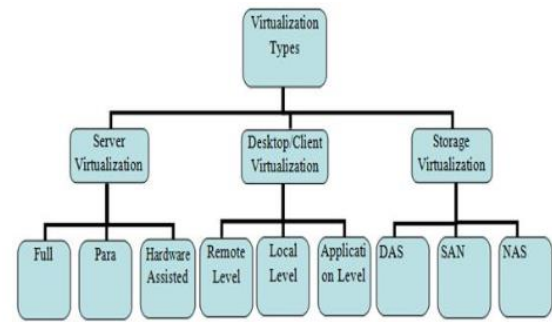 Virtualization
Types
Server
Virtualization
Desktop/Client
Virtualization
Storage
Virtualization
Full
Para
Hardware
Assisted
Remote
Level
Local
Level
Applicati
on Level
DAS
SAN
NAS